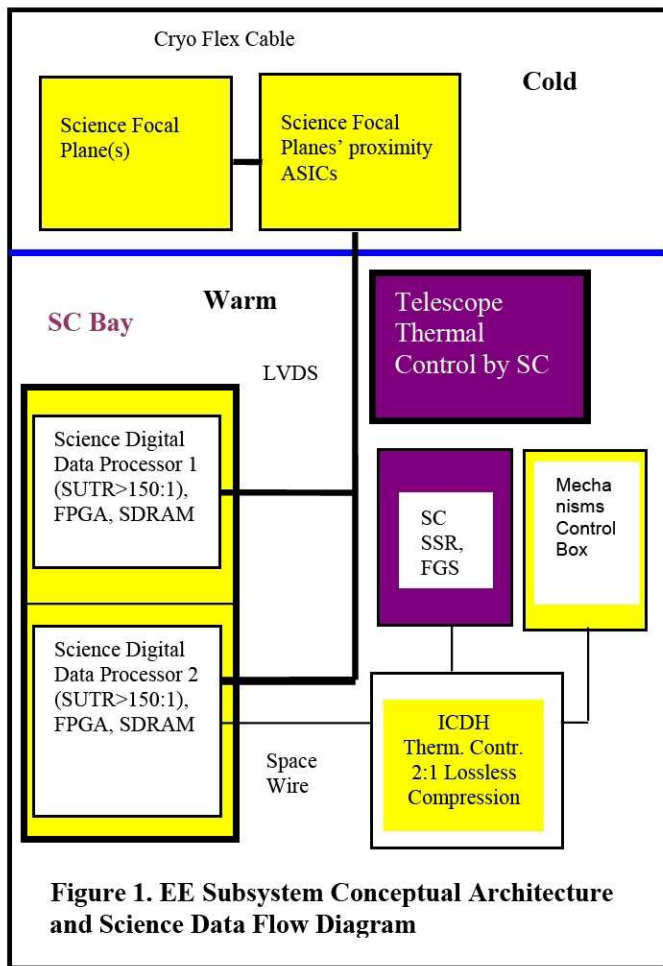 Cryo Flex Cable
Cold
Science Focal
Plane(s)
Science Focal
Planes' proximity
ASICs
Warm
SC Bay
LVDS
Telescope
Thermal
Control by SC
Science Digital
Data Processor 1
(SUTR>150:1),
FPGA, SDRAM
SC
SSR,
FGS
Mecha
nisms
Control
Box
Science Digital
Data Processor 2
(SUTR>150:1),
FPGA, SDRAM
Space
Wire
ICDH
Therm. Contr.
2:1 Lossless
Compression
Figure 1. EE Subsystem Conceptual Architecture
and Science Data Flow Diagram